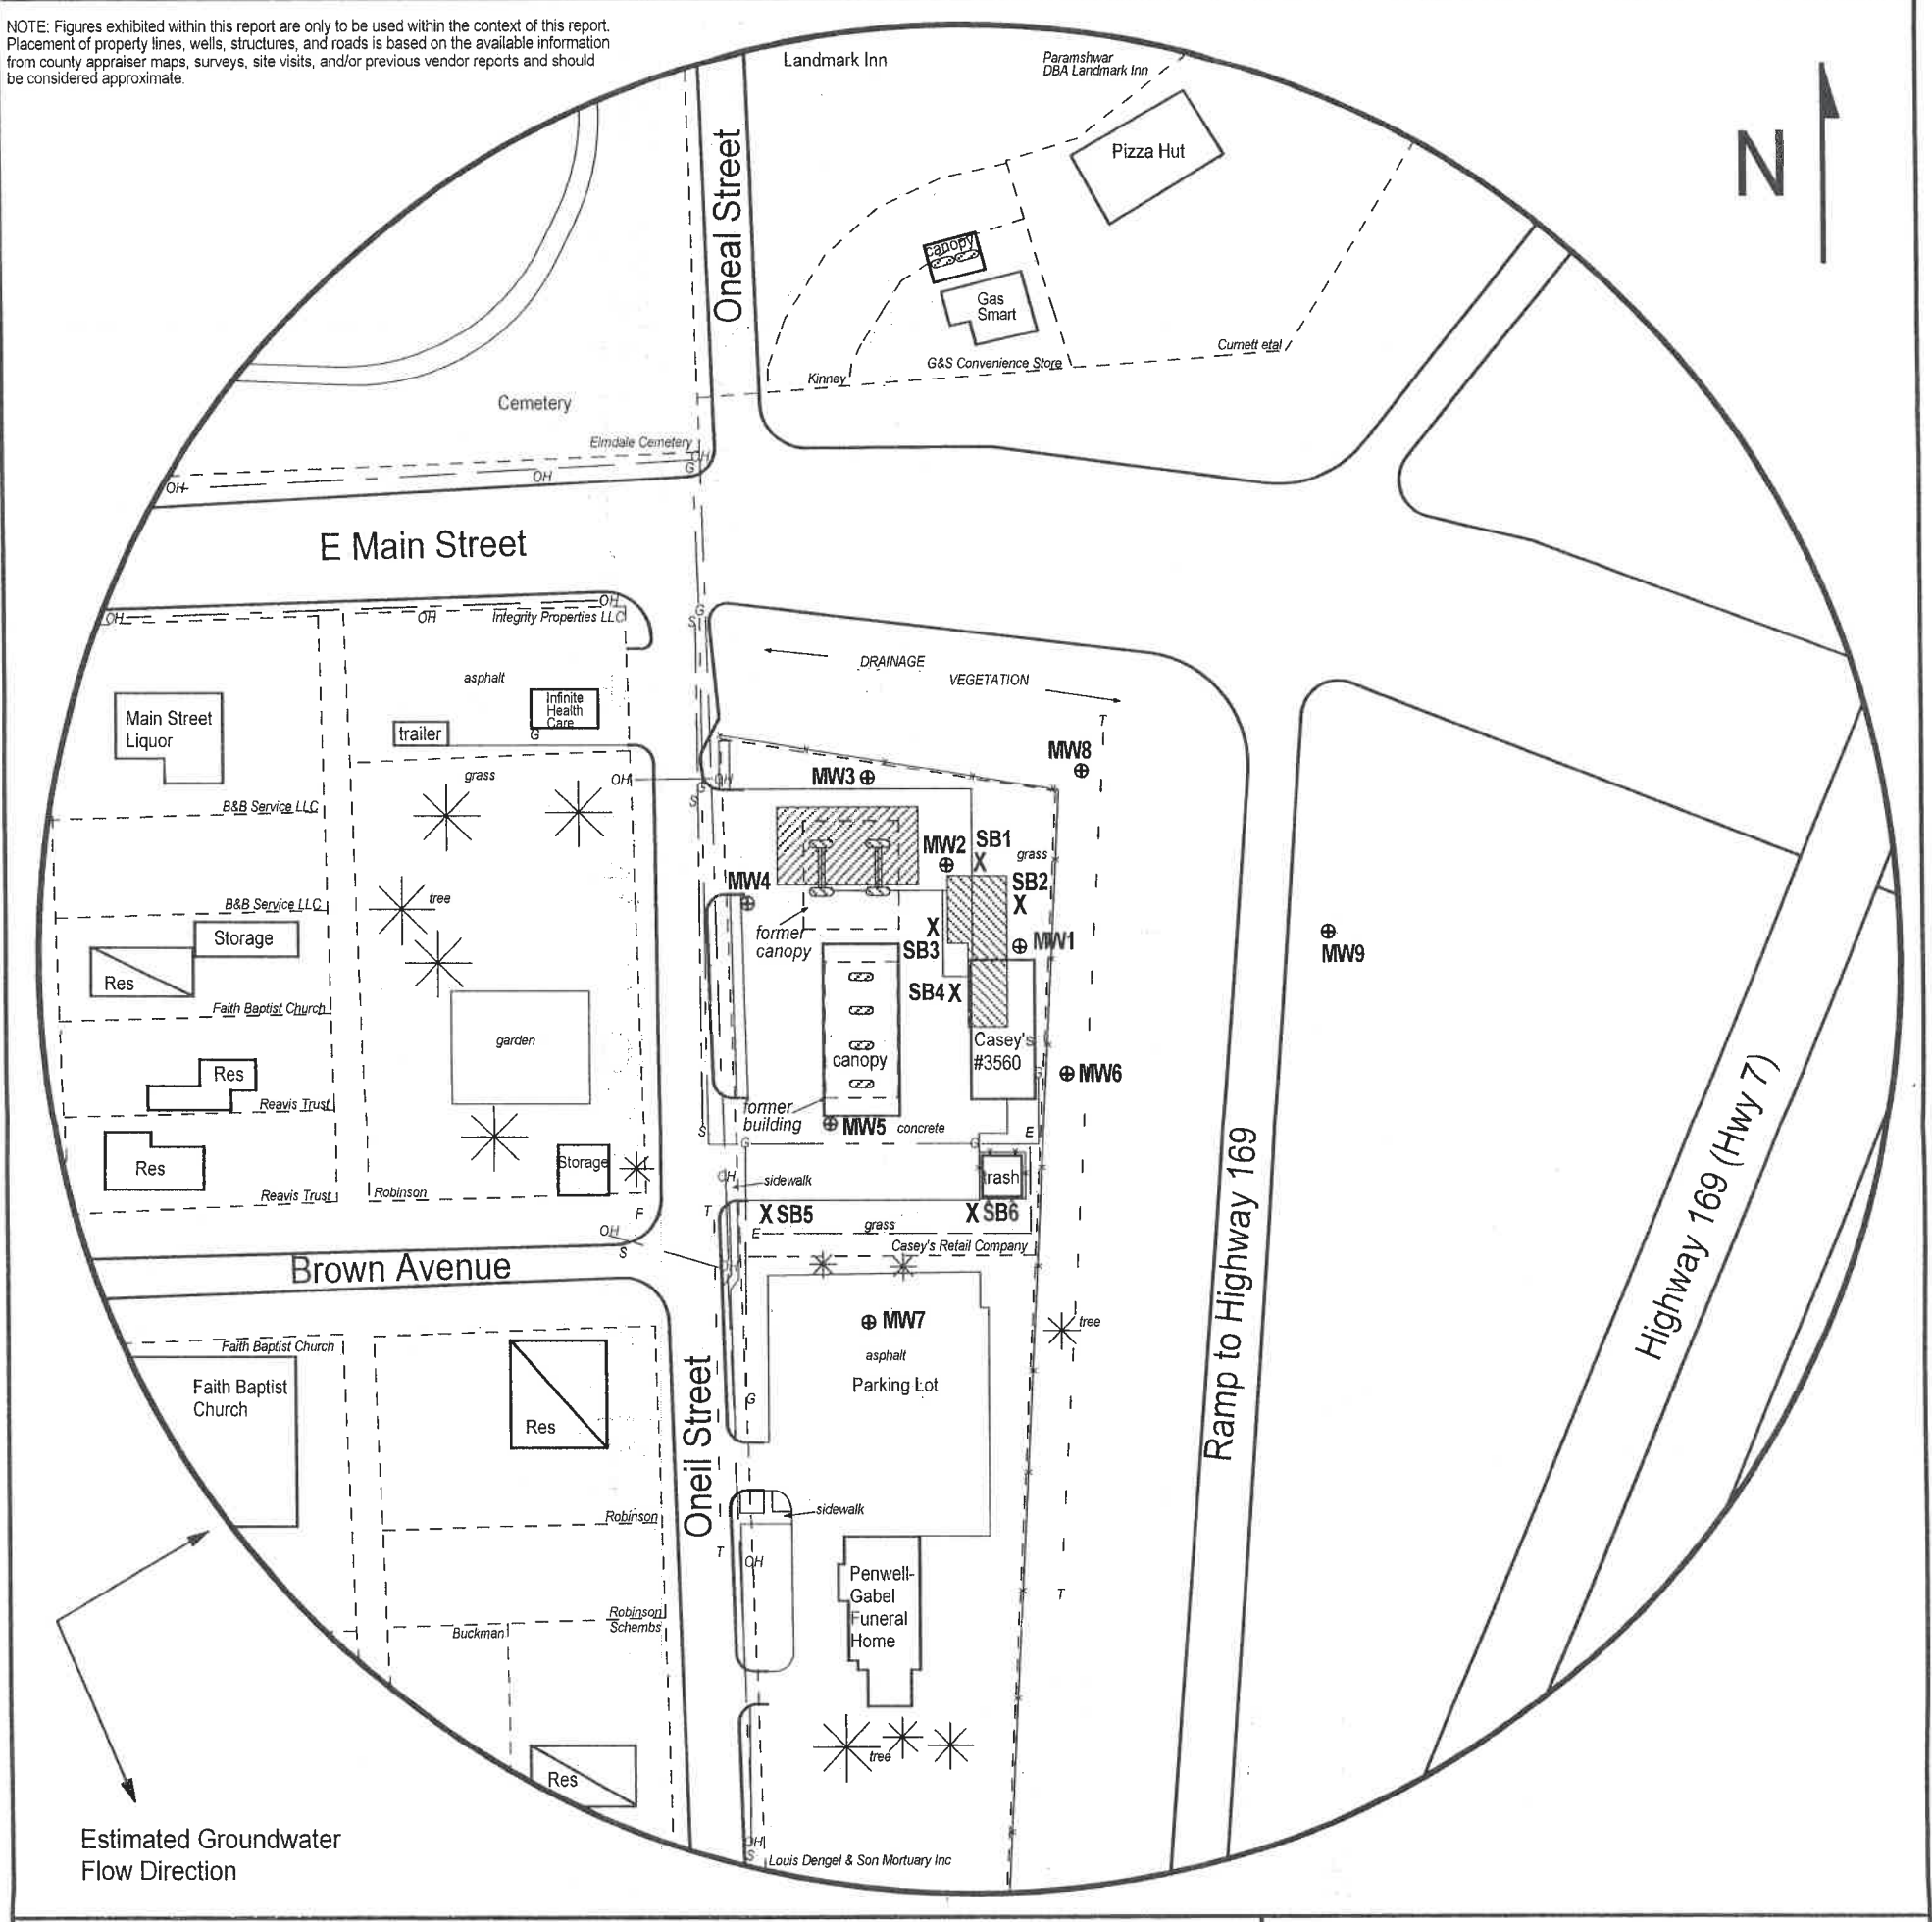 NOTE: Figures exhibited within this report are only to be used within the context of this report.
Placement of property lines, wells, structures, and roads is based on the available information
from county appraiser maps, surveys, site visits, and/or previous vendor reports and should
be considered approximate.
Landmark Inn
Paramshwar
DBA Landmark Inn
N
Pizza Hut
Oneal Street
canopy
Gas
Smart
G&S Convenience Store
Curnett etal
Kinney
Cemetery
Elmdale Cemetery
OH
G
OH
OH
E Main Street
OH
OH
OH
Integrity Properties LLC
G
S
DRAINAGE
VEGETATION
asphalt
Infinite
Health
Care
G
Main Street
Liquor
trailer
T
MW8
grass
OH
OH
G
S
MW3
B&B Service LLC
MW2
SB1
grass
SB2
MW4
tree
B&B Service LLC
Storage
former
canopy
SB3
MW1
MW9
Res
SB4
Faith Baptist Church
garden
canopy
Casey's
#3560
G
MW6
Res
Reavis Trust
former
building
MW5
concrete
S
G
G
E
Res
Storage
OH
sidewalk
trash
Reavis Trust
Robinson
F
T
X SB5
X SB6
grass
E
OH
S
Casey's Retail Company
Brown Avenue
MW7
tree
Faith Baptist Church
asphalt
Parking Lot
Faith Baptist
Church
Res
G
Oneil Street
Ramp to Highway 169
Highway 169 (Hwy 7)
Robinson
sidewalk
T
OH
Penwell-
Gabel
Funeral
Home
T
Robinson
Schembs
Buckman
tree
Res
OH
S
Louis Dengel & Son Mortuary Inc
Estimated Groundwater
Flow Direction